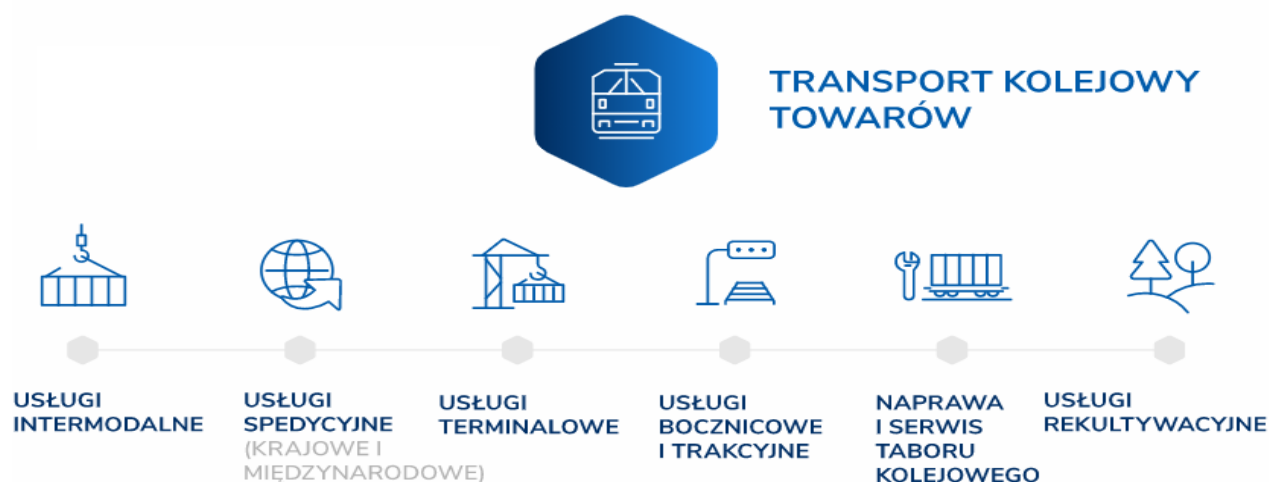 TRANSPORT KOLEJOWY
TOWARÓW
USŁUGI
INTERMODALNE
USŁUGI
SPEDYCYJNE
(KRAJOWE I
MIĘDZYNARODOWE)
USŁUGI
TERMINALOWE
USŁUGI
BOCZNICOWE
I TRAKCYJNE
NAPRAWA
I SERWIS
TABORU
KOLEJOWEGO
USŁUGI
REKULTYWACYJNE